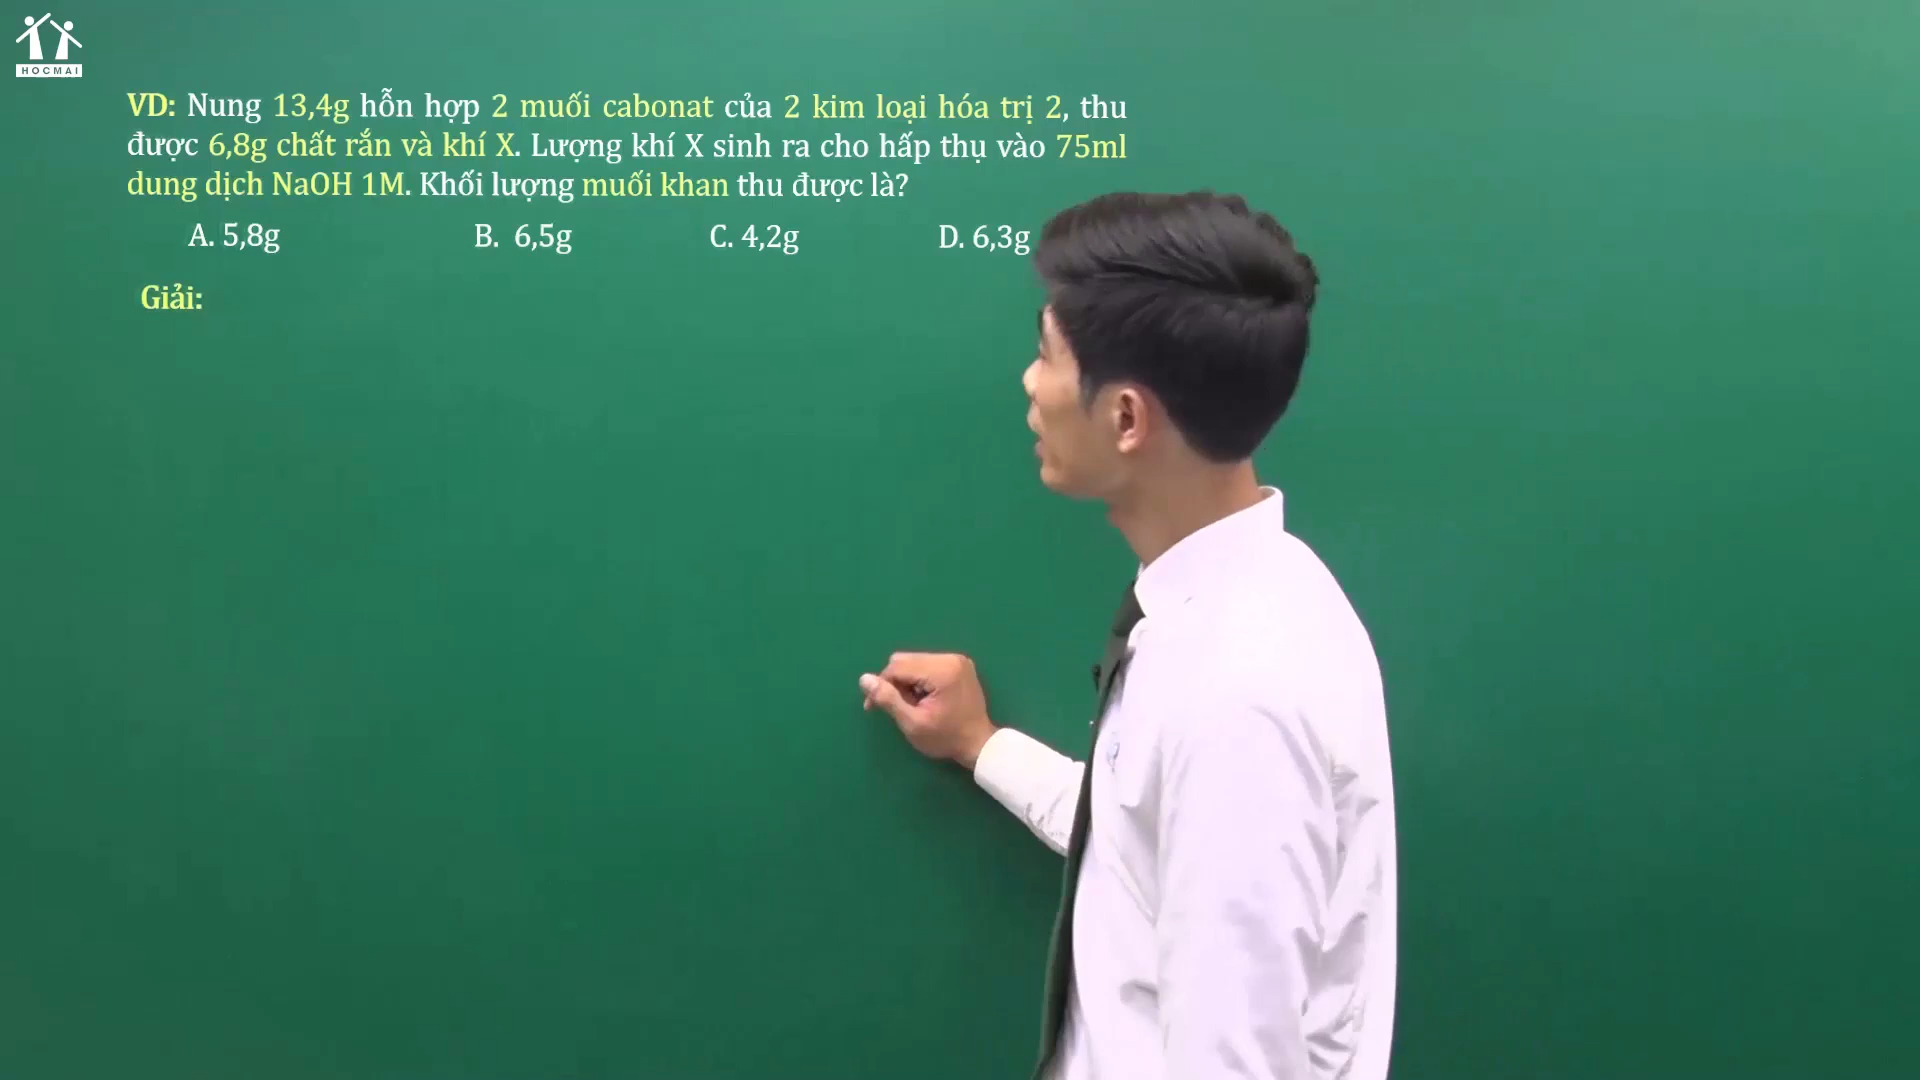 HOCMAI
VD: Nung 13,4g hỗn hợp 2 muối cabonat của 2 kim loại hóa trị 2, thu
được 6,8g chất rắn và khí X. Lượng khí X sinh ra cho hấp thụ vào 75ml
dung dịch NaOH 1M. Khối lượng muối khan thu được là?
A. 5,8g B. 6,5g C. 4,2g D. 6,3g
Giải: